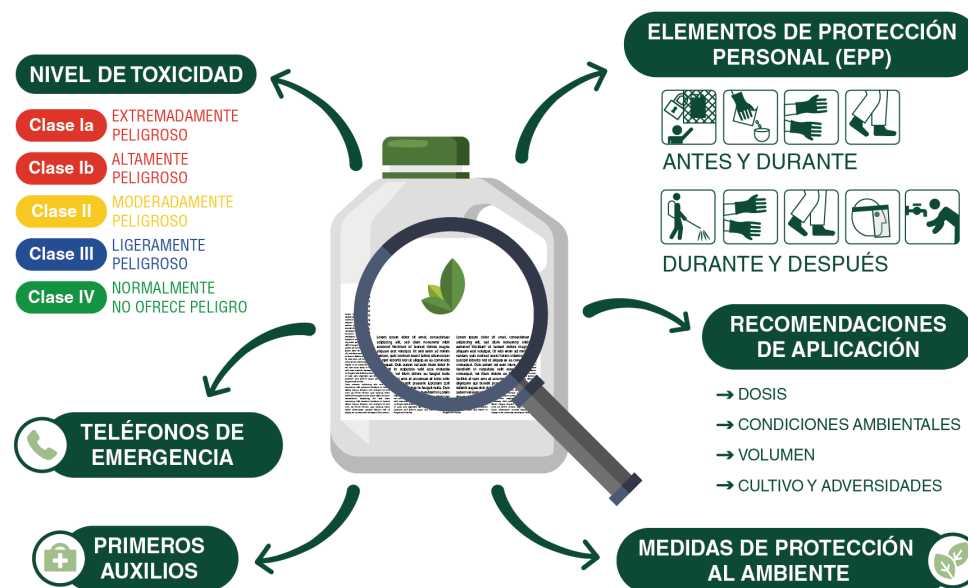 NIVEL DE TOXICIDAD
Clase Ia
EXTREMADAMENTE
PELIGROSO
Clase Ib
ALTAMENTE
PELIGROSO
Clase II
MODERADAMENTE
PELIGROSO
Clase III
LIGERAMENTE
PELIGROSO
Clase IV
NORMALMENTE
NO OFRECE PELIGRO
TELÉFONOS DE
EMERGENCIA
PRIMEROS
AUXILIOS
ELEMENTOS DE PROTECCIÓN
PERSONAL (EPP)
ANTES Y DURANTE
DURANTE Y DESPUÉS
RECOMENDACIONES
DE APLICACIÓN
DOSIS
CONDICIONES AMBIENTALES
VOLUMEN
CULTIVO Y ADVERSIDADES
MEDIDAS DE PROTECCIÓN
AL AMBIENTE